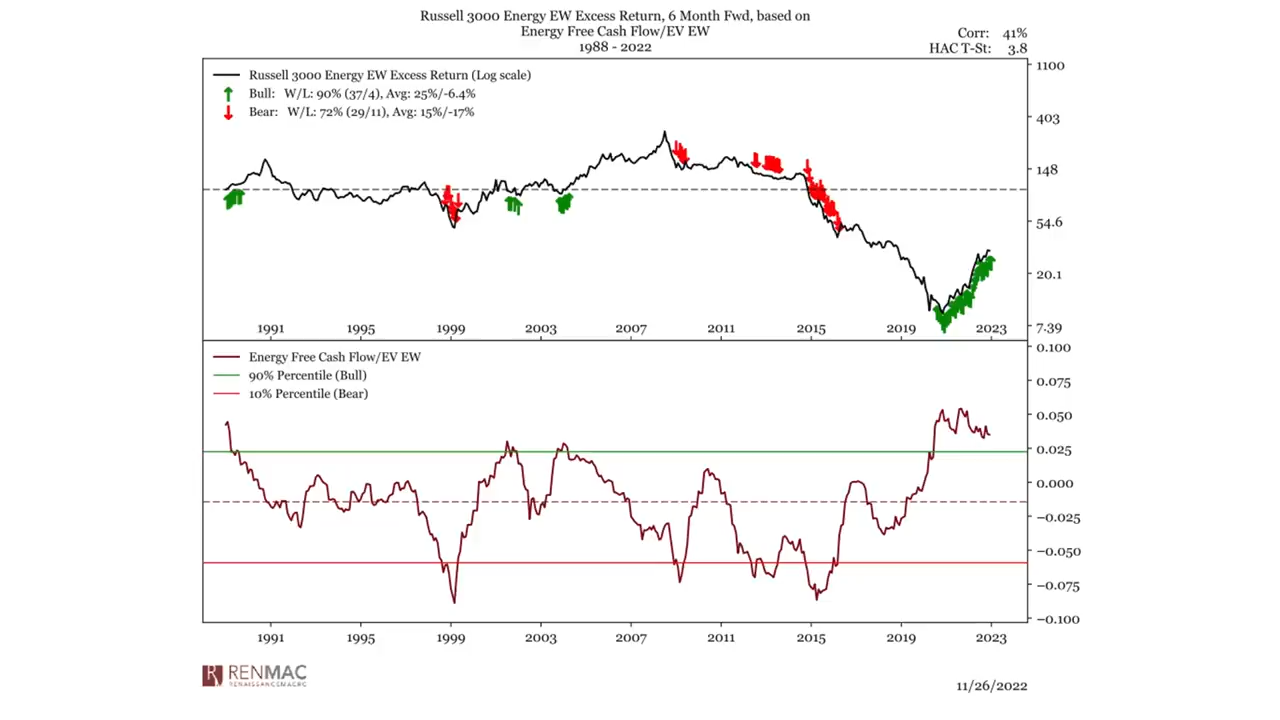 Russell 3000 Energy EW Excess Return, 6 Month Fwd, based on
Energy Free Cash Flow/EV EW
1988 - 2022
Corr: 41%
HAC T-St: 3.8
Russell 3000 Energy EW Excess Return (Log scale)
Bull: W/L: 90% (37/4), Avg: 25%/-6.4%
Bear: W/L: 72% (29/11), Avg: 15%/-17%
1100
403
148
54.6
20.1
7.39
1991 1995 1999 2003 2007 2011 2015 2019 2023
Energy Free Cash Flow/EV EW
90% Percentile (Bull)
10% Percentile (Bear)
0.100
0.075
0.050
0.025
0.000
−0.025
−0.050
−0.075
−0.100
1991 1995 1999 2003 2007 2011 2015 2019 2023
RENMAC
RENAISSANCE MACRO
11/26/2022